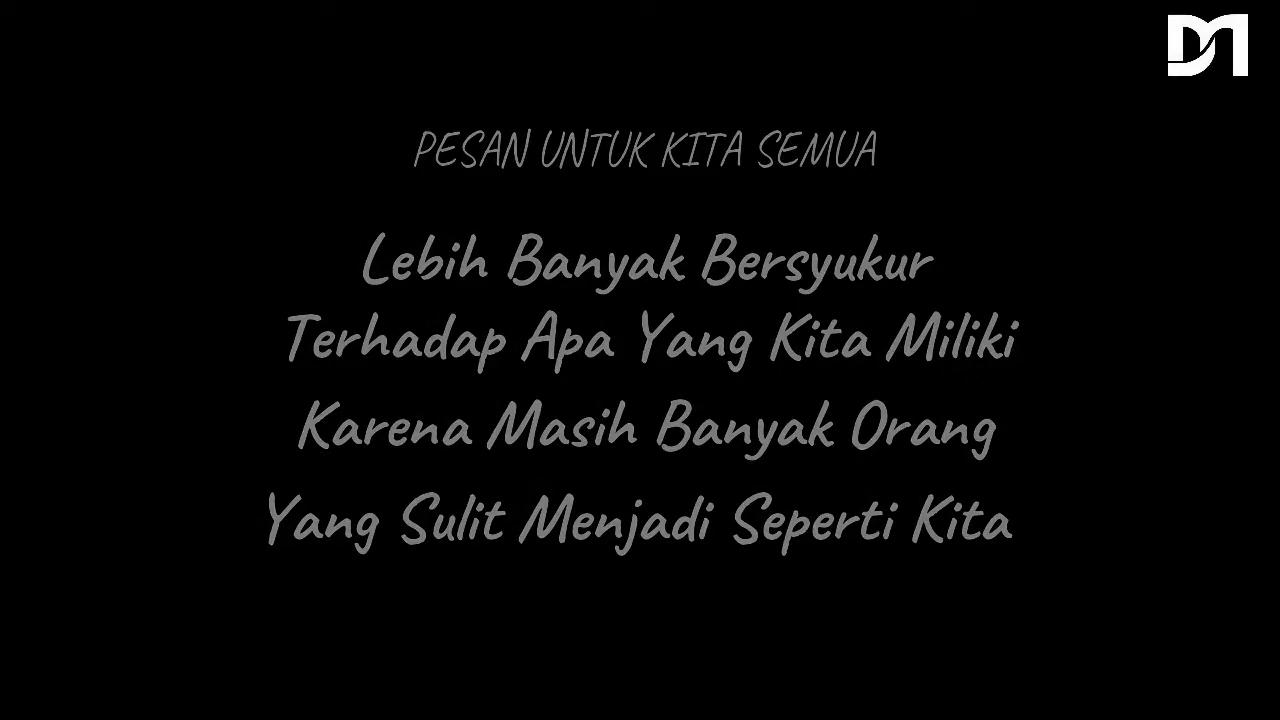 DM
PESAN UNTUK KITA SEMUA
Lebih Banyak Bersyukur
Terhadap Apa Yang Kita Miliki
Karena Masih Banyak Orang
Yang Sulit Menjadi Seperti Kita